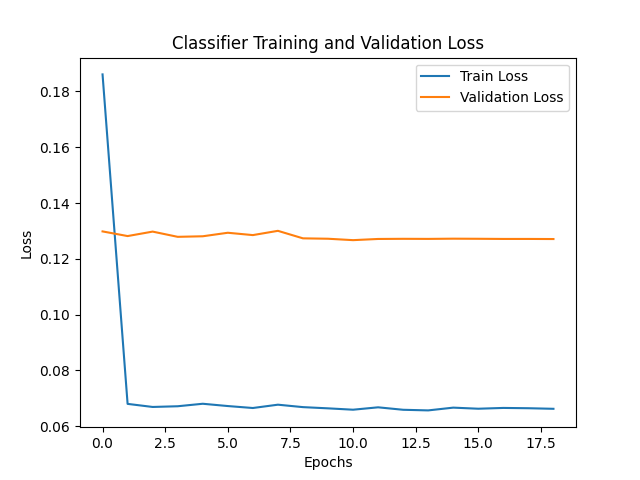 Classifier Training and Validation Loss
Train Loss
Validation Loss
Loss
0.18
0.16
0.14
0.12
0.10
0.08
0.06
0.0 2.5 5.0 7.5 10.0 12.5 15.0 17.5
Epochs